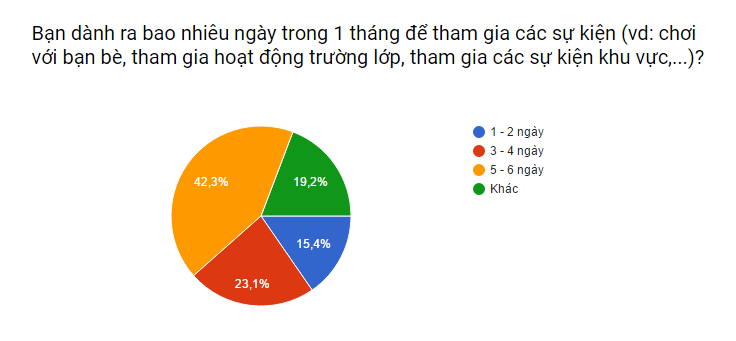 Bạn dành ra bao nhiêu ngày trong 1 tháng để tham gia các sự kiện (vd: chơi
với bạn bè, tham gia hoạt động trường lớp, tham gia các sự kiện khu vực,...)?
1 - 2 ngày
3 - 4 ngày
5 - 6 ngày
Khác
42,3%
19,2%
15,4%
23,1%